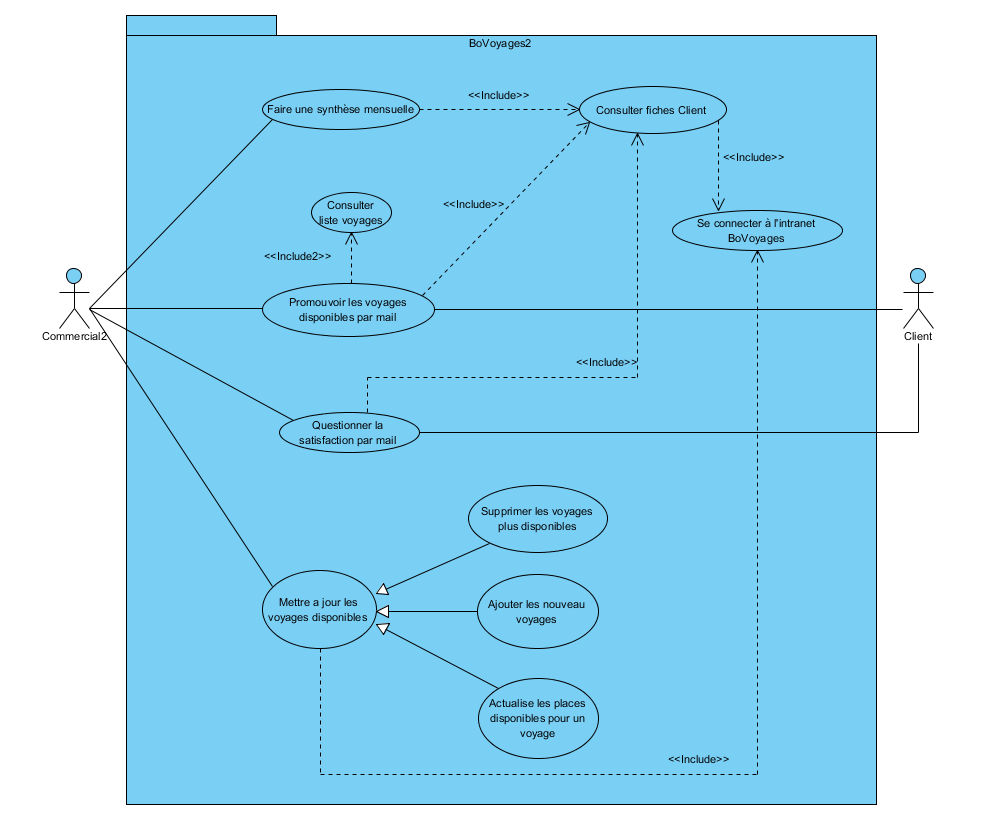 BoVoyages2
Faire une synthèse mensuelle
<<Include>>
Consulter fiches Client
<<Include>>
Consulter
liste voyages
<<Include>>
Se connecter à l'intranet
BoVoyages
<<Include2>>
Promouvoir les voyages
disponibles par mail
Commercial2
Client
<<Include>>
Questionner la
satisfaction par mail
Supprimer les voyages
plus disponibles
Mettre a jour les
voyages disponibles
Ajouter les nouveau
voyages
Actualise les places
disponibles pour un
voyage
<<Include>>